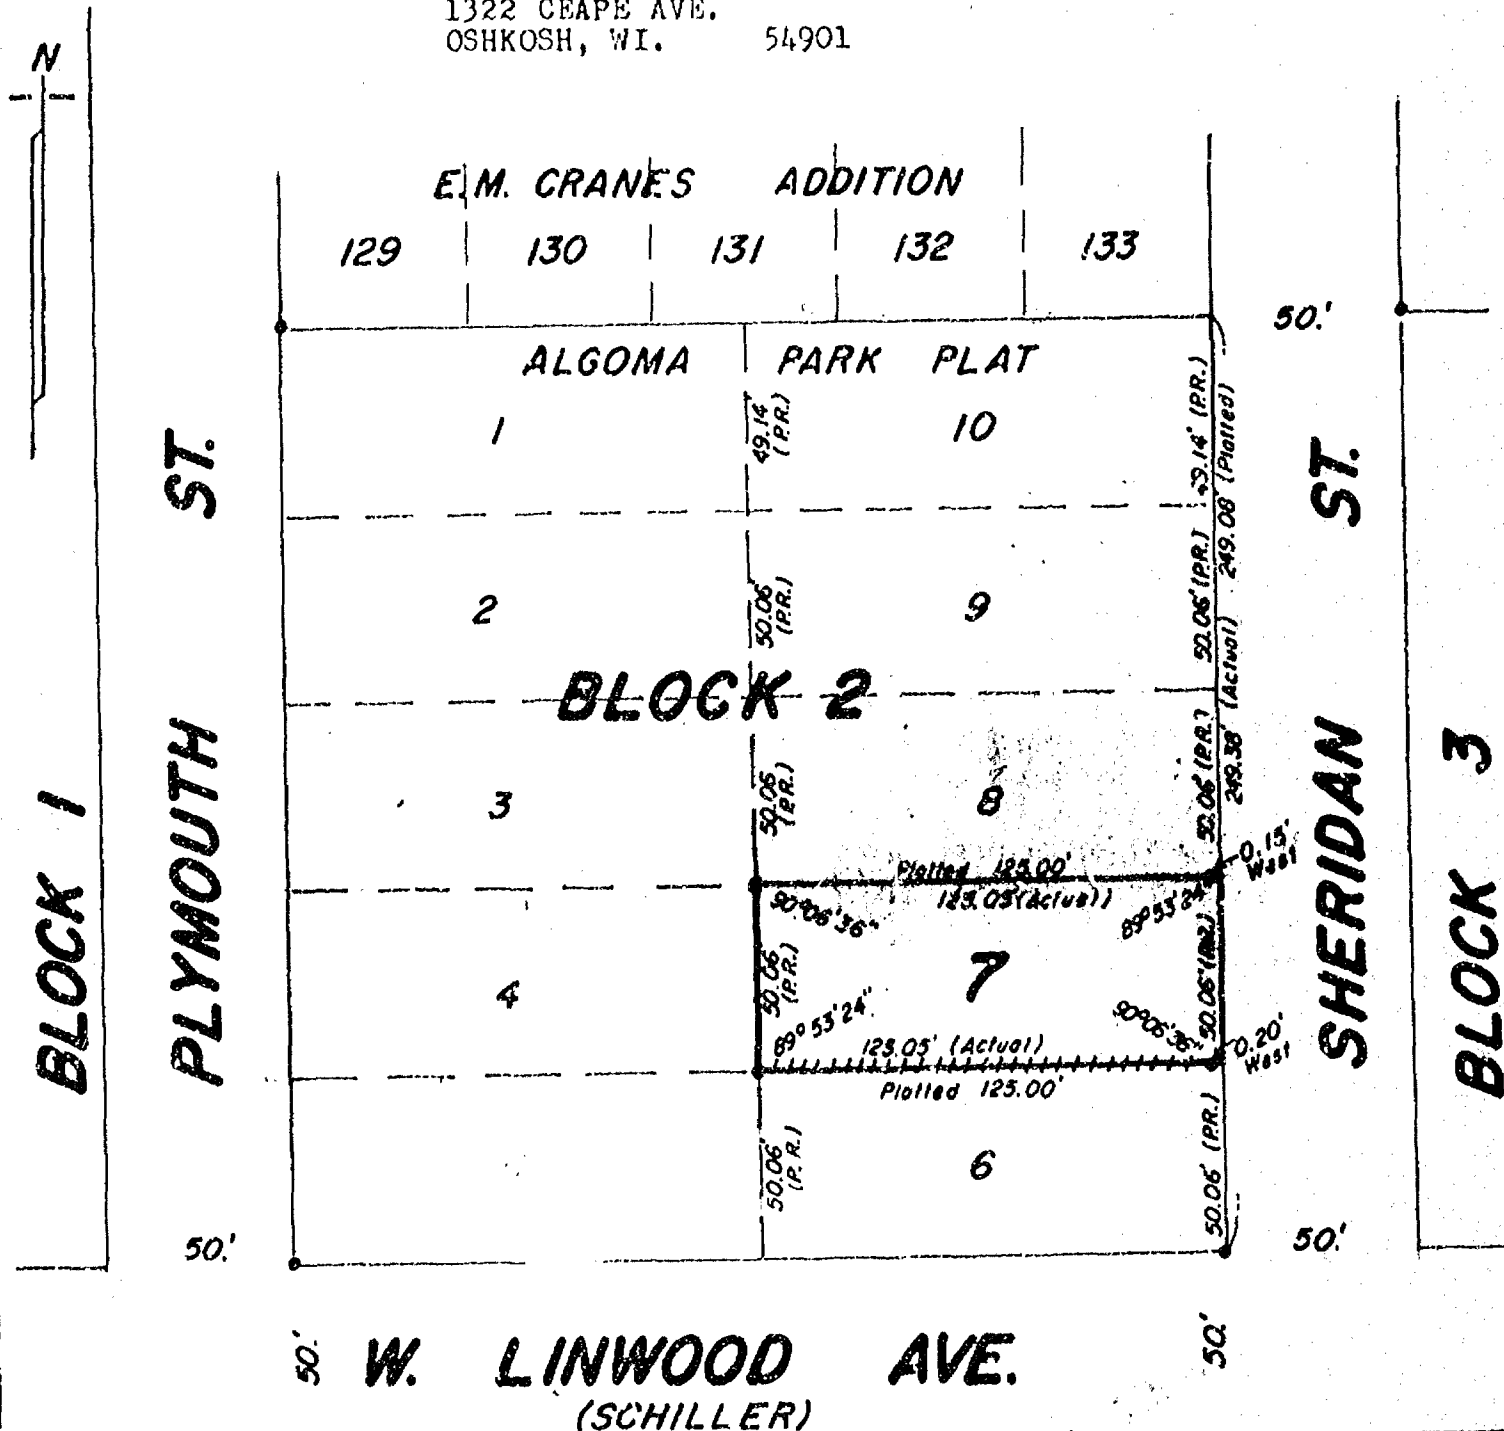 1322 CEAPE AVE.
OSHKOSH, WI. 54901
N
E.M. CRANES ADDITION
129 130 131 132 133
50.'
ALGOMA PARK PLAT
1
49.14'
(P.R.)
10
49.14' (P.R.)
249.08' (Platted)
ST.
ST.
2
50.06'
(P.R.)
9
50.06' (P.R.)
249.38' (Actual)
BLOCK 2
3
50.06
(P.R.)
8
50.06' (P.R.)
BLOCK 1
PLYMOUTH
SHERIDAN
BLOCK 3
Platted 125.00'
0.15'
West
90°06'36"
(Actual)
89°53'24"
4
50.06
(P.R.)
7
50.06'
89°53'24"
90°06'36"
125.05' (Actual)
0.20'
West
Platted 125.00'
50.06'
(P.R.)
6
50.06' (P.R.)
50.'
50.'
50.'
W. LINWOOD AVE.
50.'
(SCHILLER)